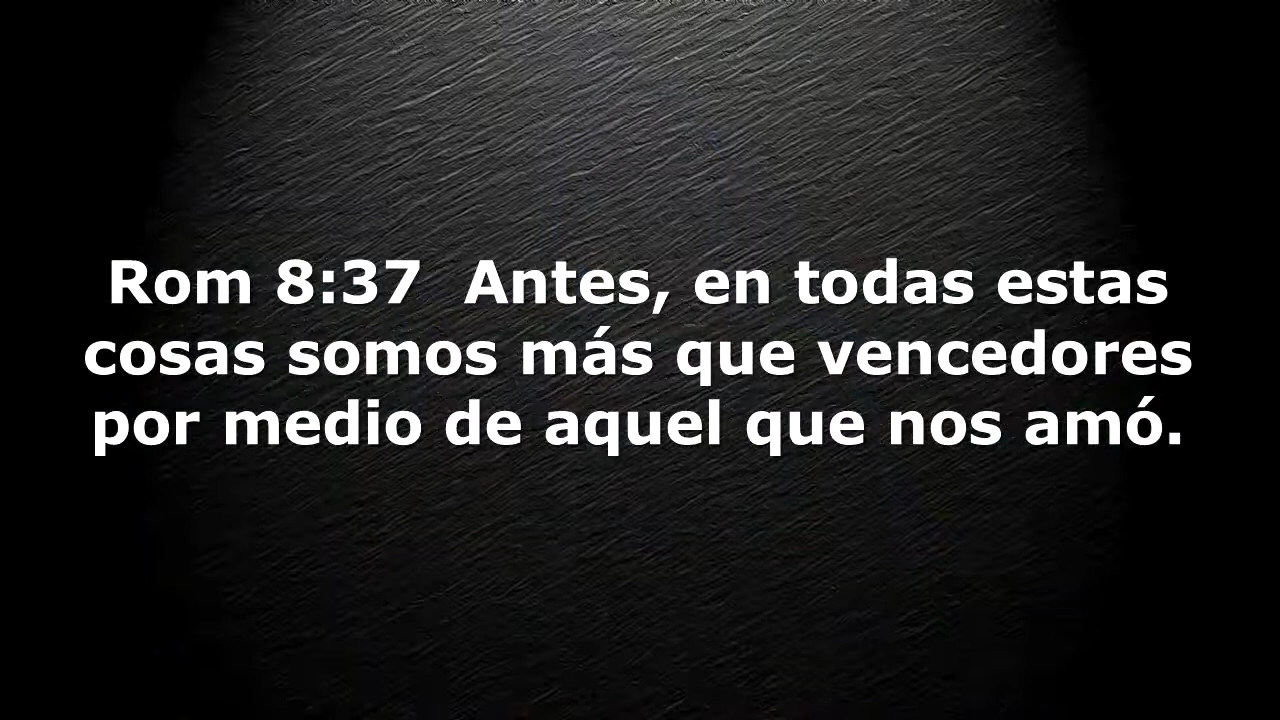 Rom 8:37  Antes, en todas estas
cosas somos más que vencedores
por medio de aquel que nos amó.